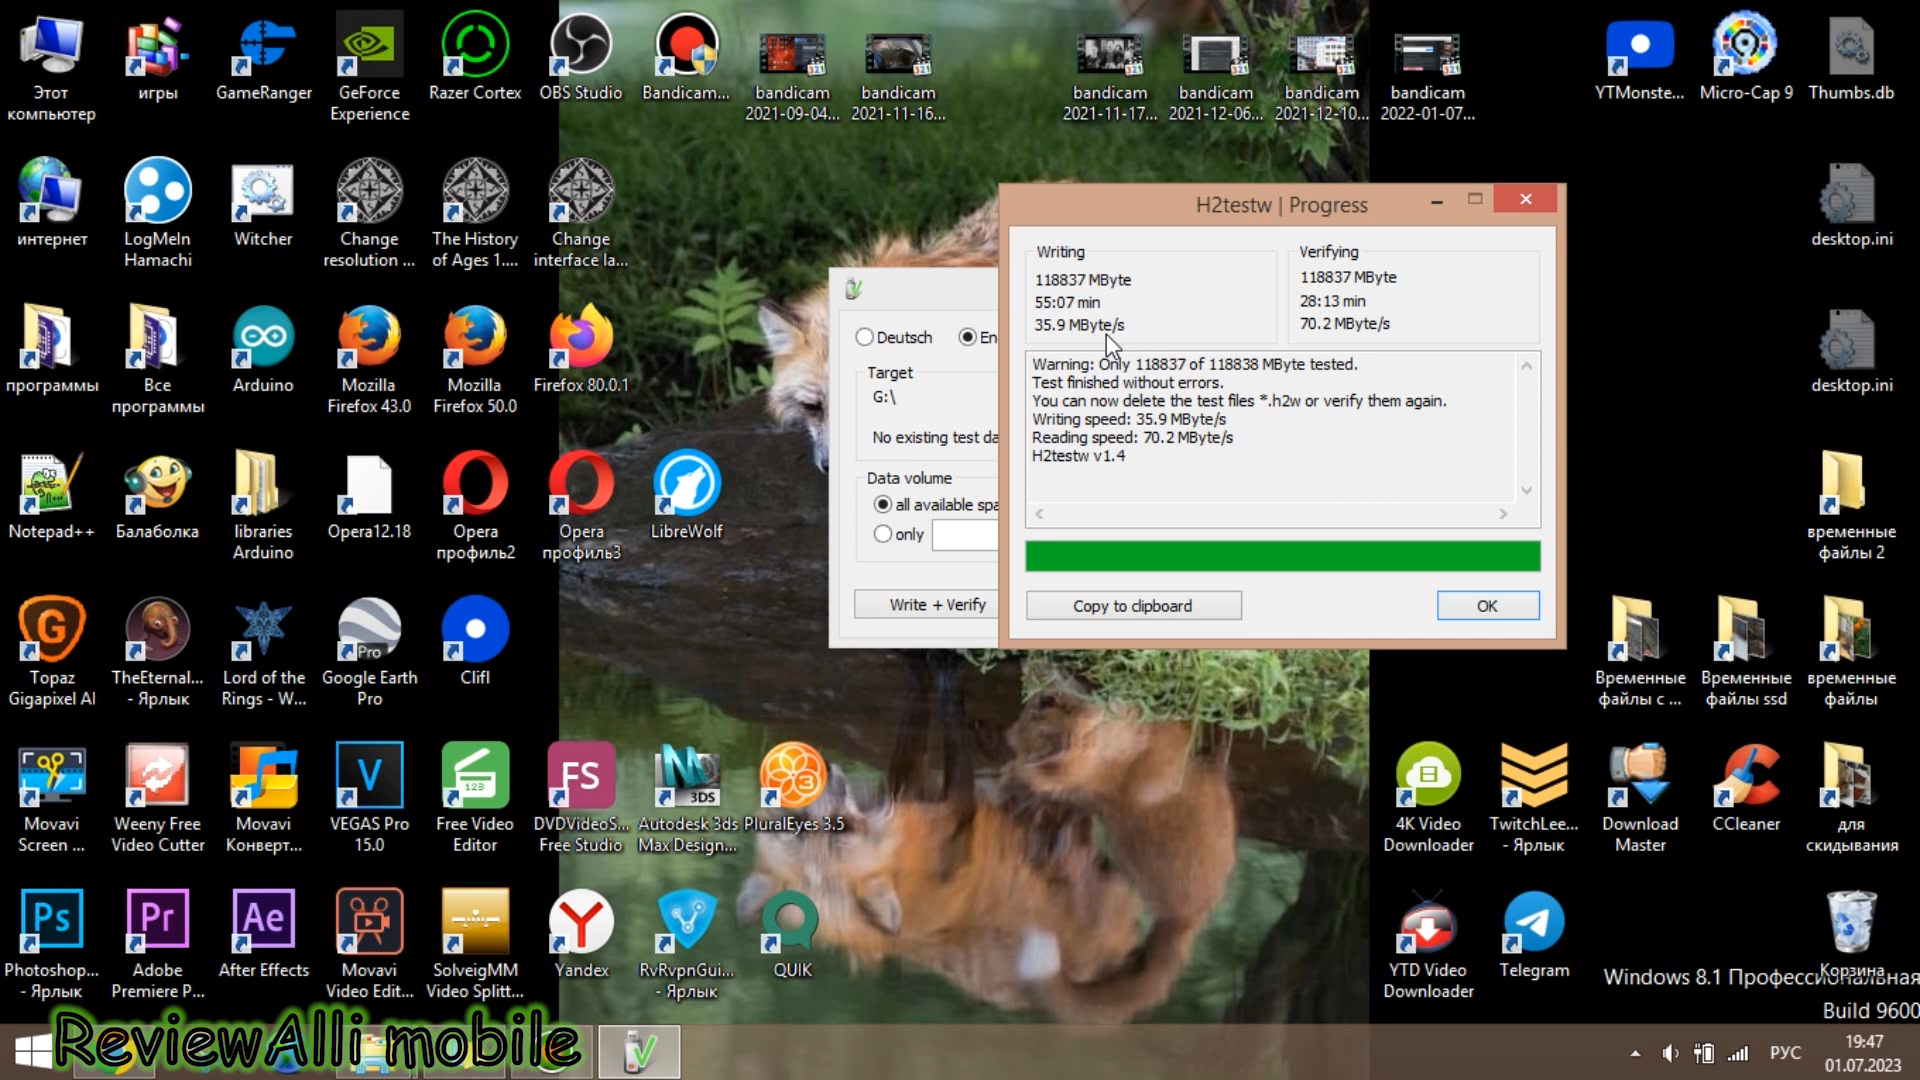 Этот
компьютер
игры
GameRanger
GeForce
Experience
Razer Cortex
OBS Studio
Bandicam...
bandicam
2021-09-04...
bandicam
2021-11-16...
bandicam
2021-11-17...
bandicam
2021-12-06...
bandicam
2021-12-10...
bandicam
2022-01-07...
YTMonste...
Micro-Cap 9
Thumbs.db
интернет
LogMeIn
Hamachi
Witcher
Change
resolution ...
The History
of Ages 1....
Change
interface la...
desktop.ini
программы
Все
программы
Arduino
Mozilla
Firefox 43.0
Mozilla
Firefox 50.0
Firefox 80.0.1
desktop.ini
Notepad++
Балаболка
libraries
Arduino
Opera12.18
Opera
профиль2
Opera
профиль3
LibreWolf
временные
файлы 2
Topaz
Gigapixel AI
TheEternal...
- Ярлык
Lord of the
Rings - W...
Pro
Google Earth
Pro
Clifl
Временные
файлы с ...
Временные
файлы ssd
временные
файлы
Movavi
Screen ...
Weeny Free
Video Cutter
Movavi
Конверт...
V
VEGAS Pro
15.0
123
Free Video
Editor
FS
DVDVideoS...
Free Studio
3DS
Autodesk 3ds
Max Design...
3
PluralEyes 3.5
4K Video
Downloader
TwitchLee...
- Ярлык
Download
Master
CCleaner
для
скидывания
Ps
Photoshop...
- Ярлык
Pr
Adobe
Premiere P...
Ae
After Effects
Movavi
Video Edit...
SolveigMM
Video Splitt...
Yandex
RvRvpnGui...
- Ярлык
QUIK
YTD Video
Downloader
Telegram
Корзина
Windows 8.1 Профессиональная
Build 9600
Deutsch
En
Target
G:\
No existing test da
Data volume
all available spa
only
Write + Verify
H2testw | Progress
Writing
118837 MByte
55:07 min
35.9 MByte/s
Verifying
118837 MByte
28:13 min
70.2 MByte/s
Warning: Only 118837 of 118838 MByte tested.
Test finished without errors.
You can now delete the test files *.h2w or verify them again.
Writing speed: 35.9 MByte/s
Reading speed: 70.2 MByte/s
H2testw v1.4
Copy to clipboard
OK
ReviewAlli mobile
РУС
19:47
01.07.2023